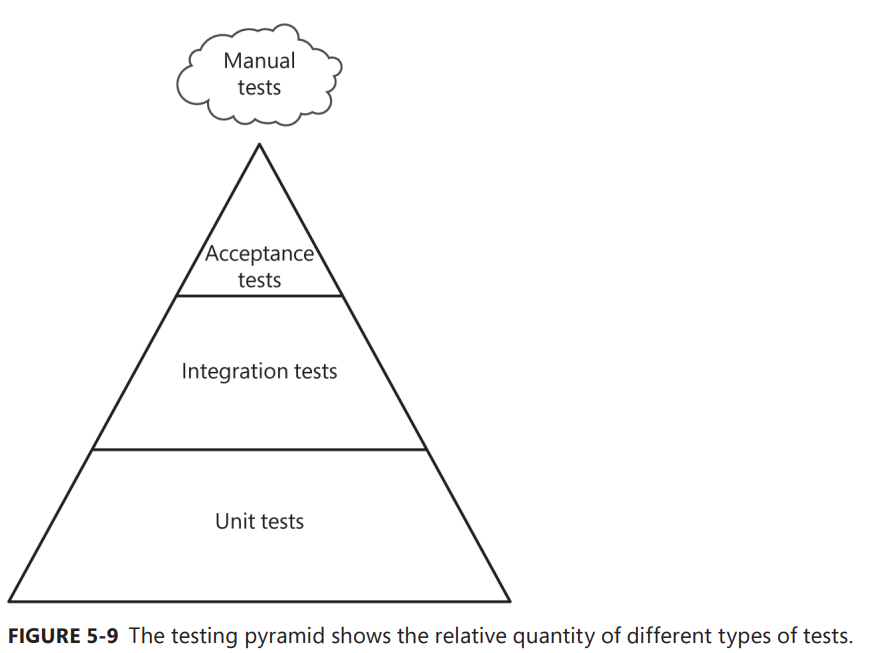 Manual
tests
Acceptance
tests
Integration tests
Unit tests
FIGURE 5-9 The testing pyramid shows the relative quantity of different types of tests.